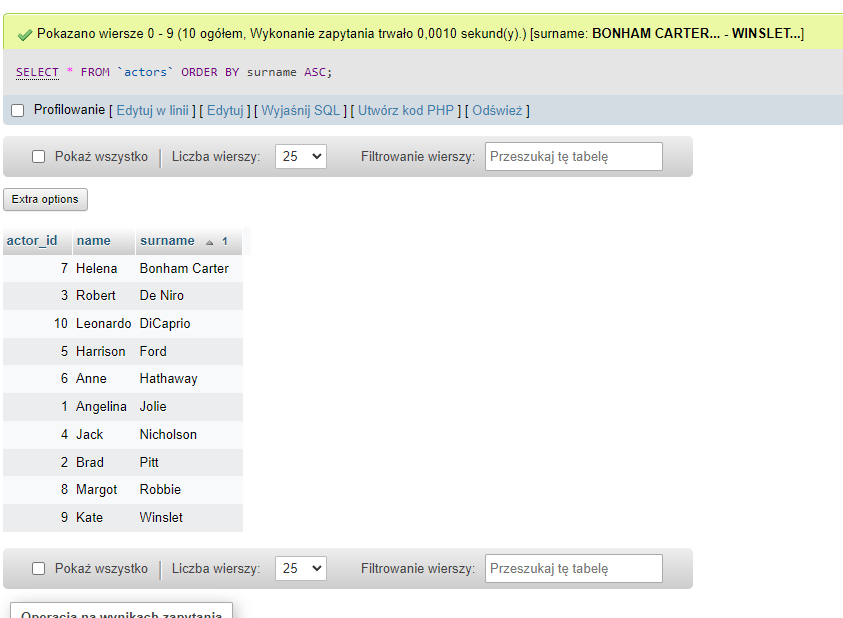 Pokazano wiersze 0 - 9 (10 ogółem, Wykonanie zapytania trwało 0,0010 sekund(y).) [surname: BONHAM CARTER... - WINSLET...]
SELECT * FROM `actors` ORDER BY surname ASC;
Profilowanie [ Edytuj w linii ] [ Edytuj ] [ Wyjaśnij SQL ] [ Utwórz kod PHP ] [ Odśwież ]
Pokaż wszystko | Liczba wierszy: 25 Filtrowanie wierszy: Przeszukaj tę tabelę
Extra options
actor_id name surname 1
7 Helena Bonham Carter
3 Robert De Niro
10 Leonardo DiCaprio
5 Harrison Ford
6 Anne Hathaway
1 Angelina Jolie
4 Jack Nicholson
2 Brad Pitt
8 Margot Robbie
9 Kate Winslet
Pokaż wszystko | Liczba wierszy: 25 Filtrowanie wierszy: Przeszukaj tę tabelę
Operacja na wynikach zapytania